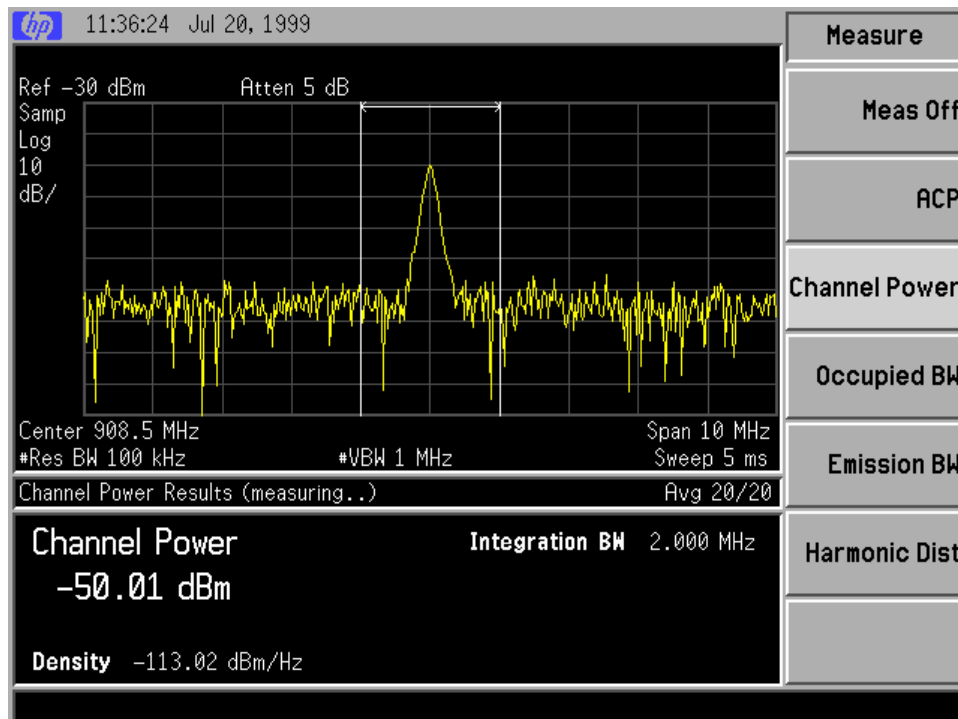 hp 11:36:24 Jul 20, 1999
Measure
Ref -30 dBm Atten 5 dB
Samp
Log
10
dB/
Meas Off
ACP
Channel Power
Occupied BW
Emission BW
Harmonic Dist
Center 908.5 MHz Span 10 MHz
#Res BW 100 kHz #VBW 1 MHz Sweep 5 ms
Channel Power Results (measuring..) Avg 20/20
Channel Power Integration BW 2.000 MHz
-50.01 dBm
Density -113.02 dBm/Hz